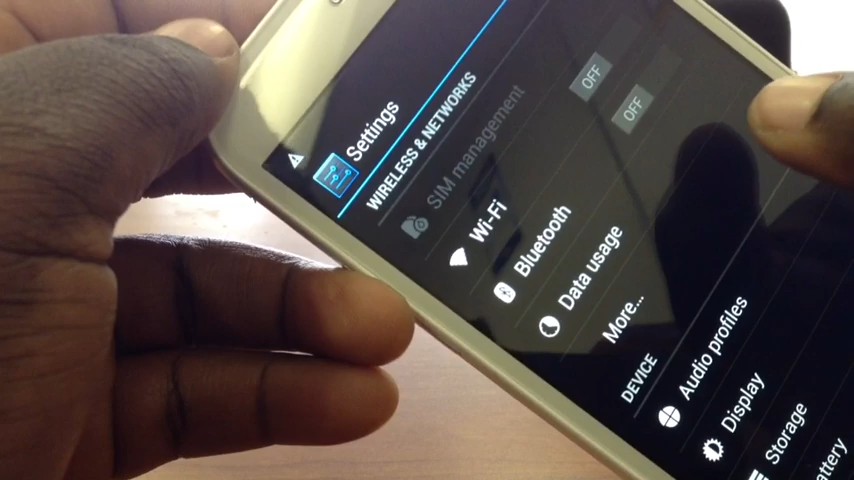 Settings
WIRELESS & NETWORKS
SIM management
Wi-Fi
OFF
Bluetooth
OFF
Data usage
More...
DEVICE
Audio profiles
Display
Storage